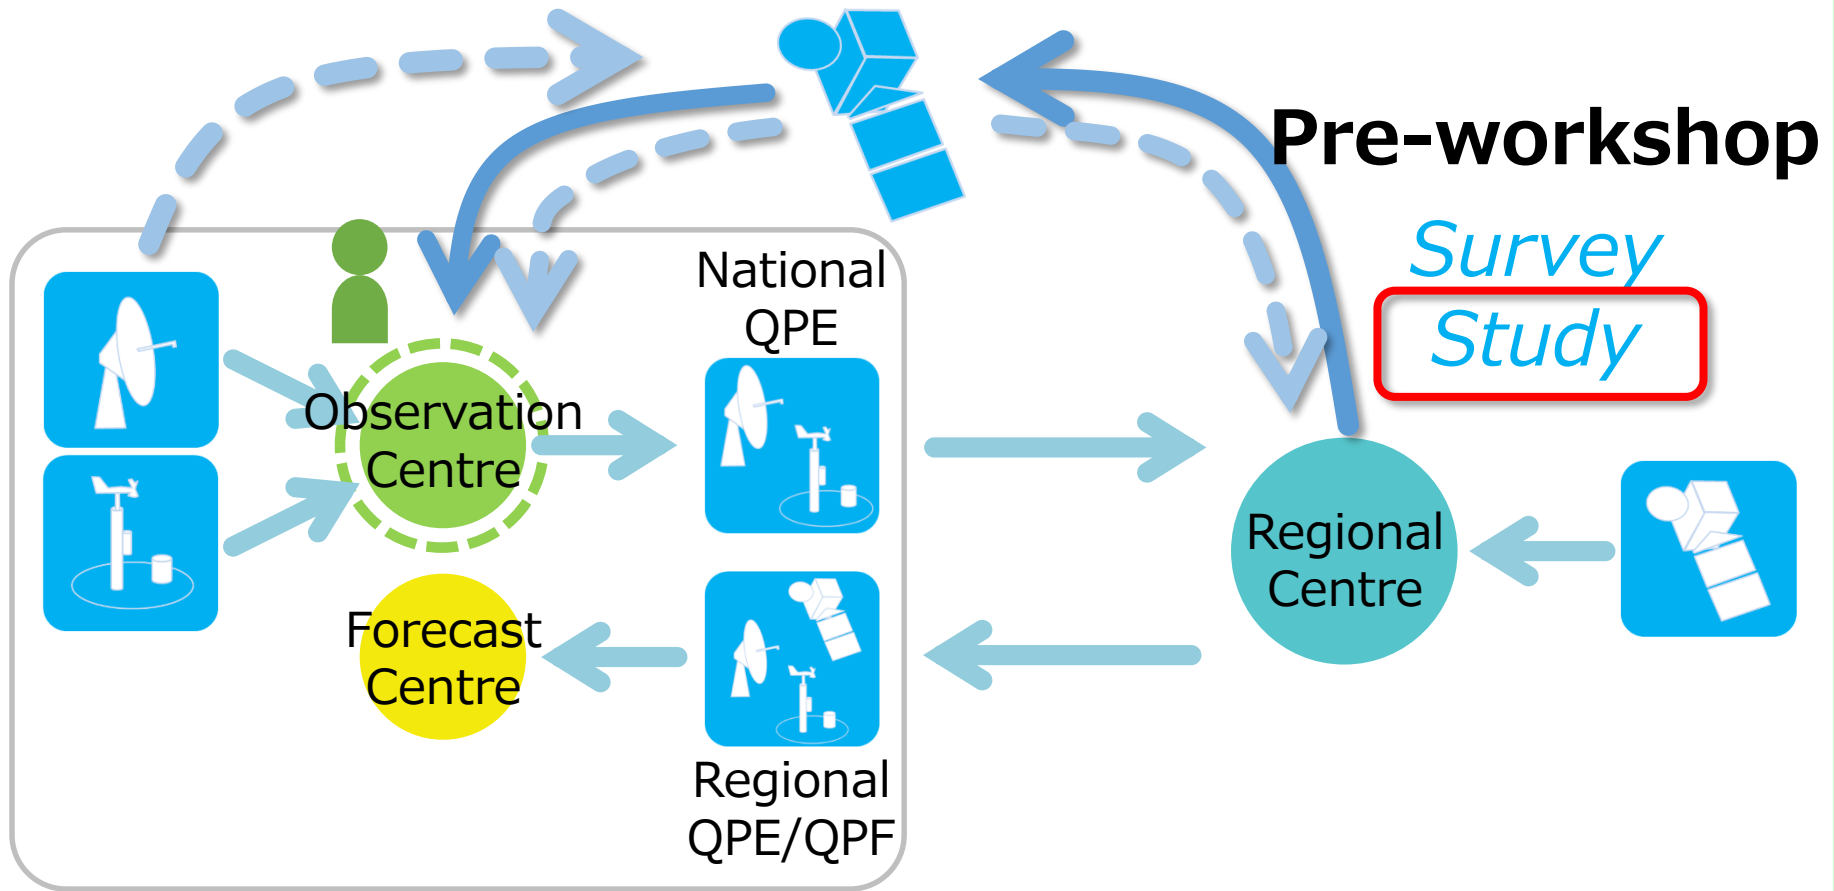 Pre-workshop
Survey
Study
National
QPE
Observation
Centre
Regional
Centre
Forecast
Centre
Regional
QPE/QPF